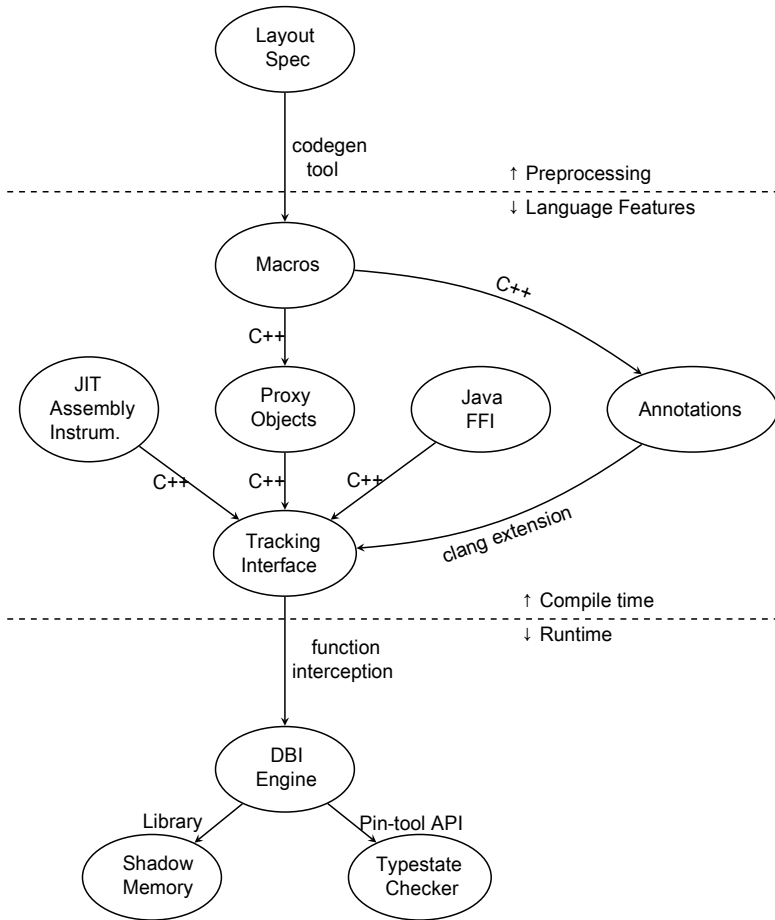 Layout
Spec
codegen
tool
↑ Preprocessing
↓ Language Features
Macros
C++
C++
JIT
Assembly
Instrum.
Proxy
Objects
Java
FFI
Annotations
C++
C++
C++
clang extension
Tracking
Interface
↑ Compile time
↓ Runtime
function
interception
DBI
Engine
Library
Pin-tool API
Shadow
Memory
Typestate
Checker